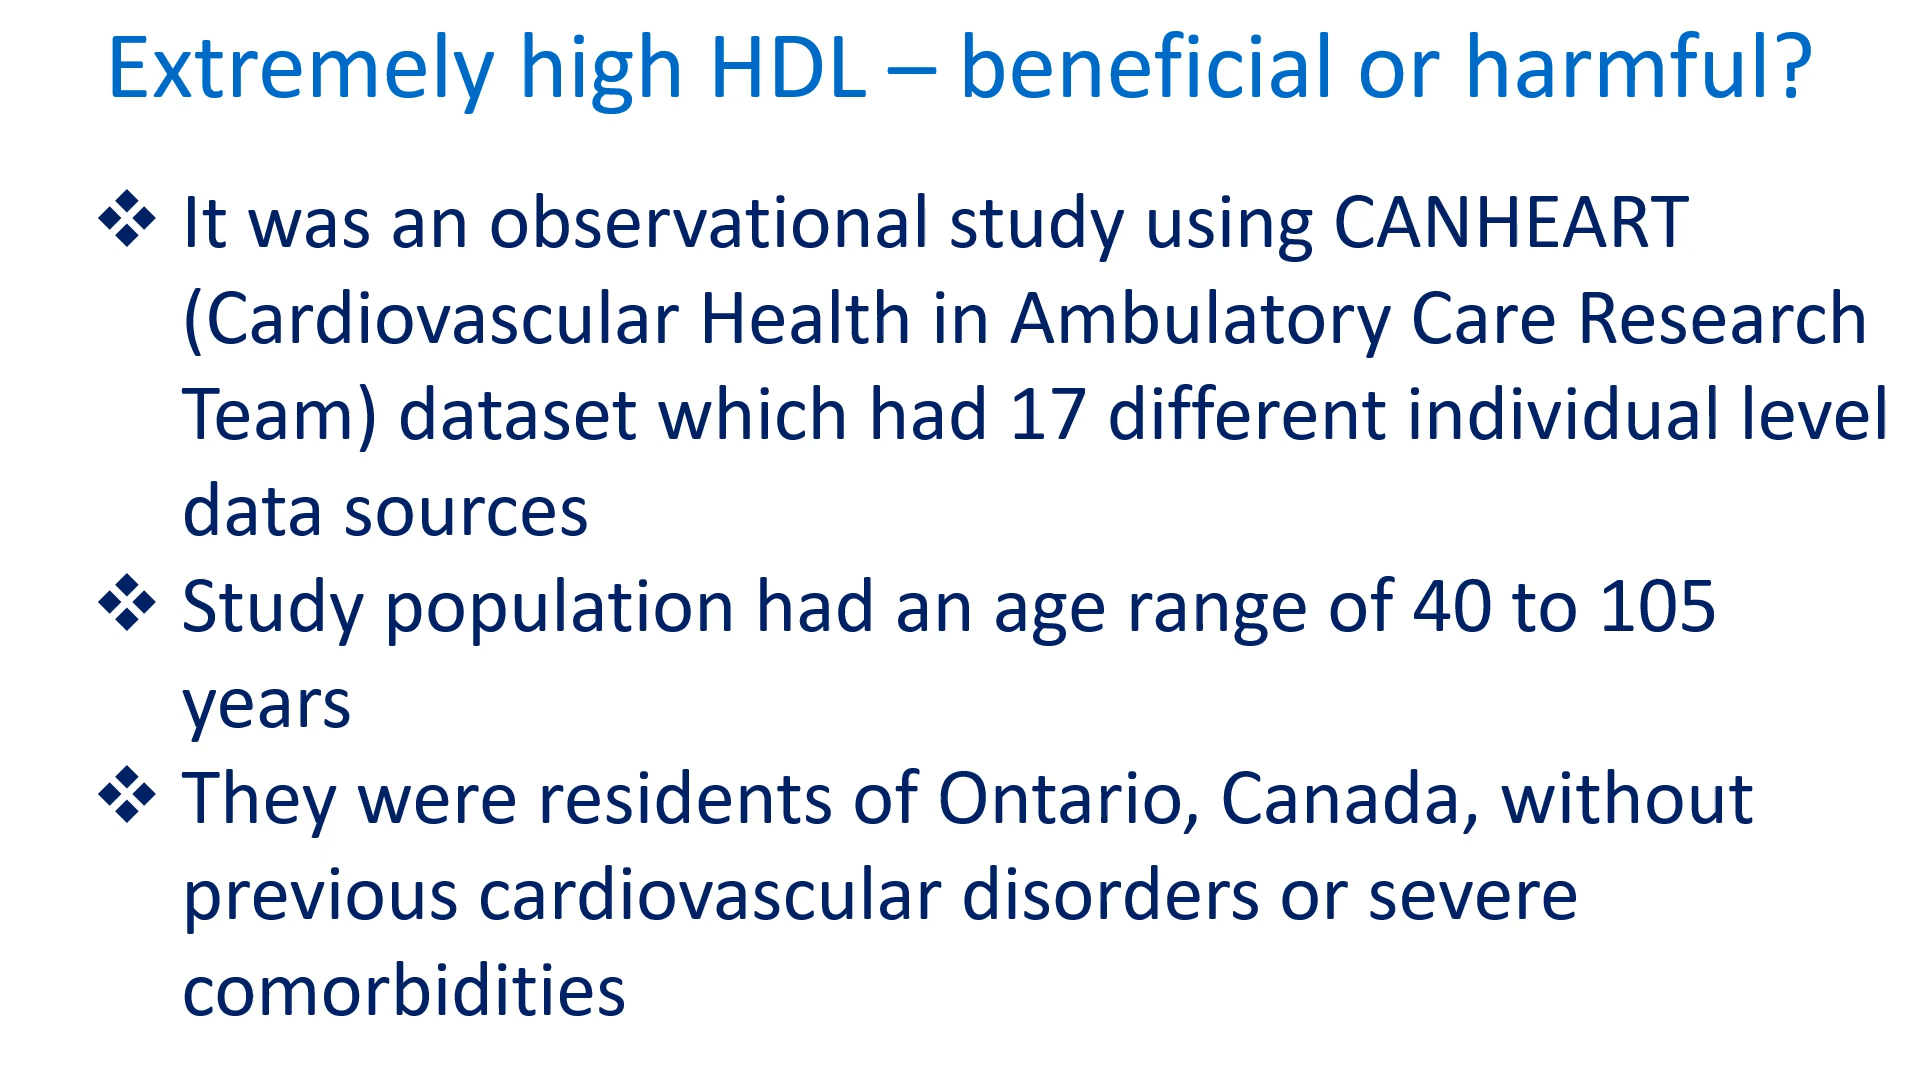 Extremely high HDL – beneficial or harmful?
❖ It was an observational study using CANHEART
(Cardiovascular Health in Ambulatory Care Research
Team) dataset which had 17 different individual level
data sources
❖ Study population had an age range of 40 to 105
years
❖ They were residents of Ontario, Canada, without
previous cardiovascular disorders or severe
comorbidities